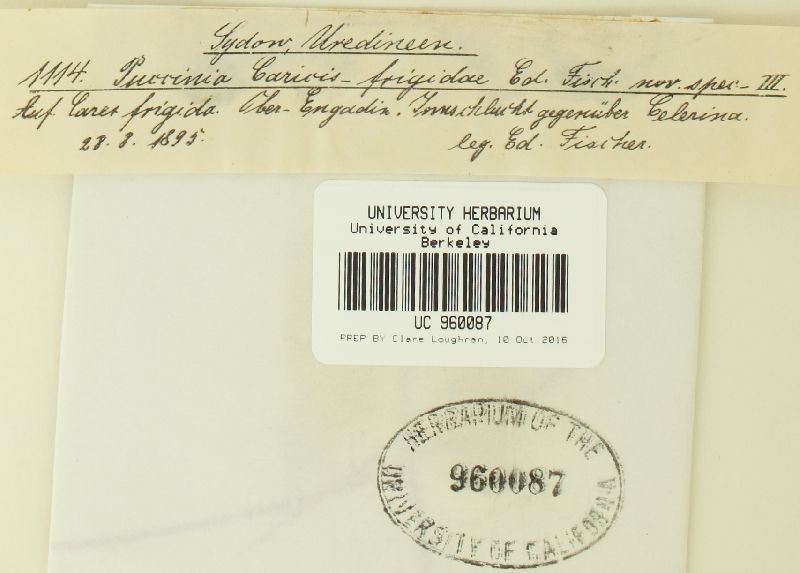 Sydow, Uredineen.
1114. Puccinia Caricis-frigidae Ed. Fisch. nov. spec- III.
Auf Carex frigida. Ober-Engadin. Innschlucht gegenüber Celerina.
28. 8. 1895. leg. Ed. Fischer.
UNIVERSITY HERBARIUM
University of California
Berkeley
UC 960087
PREP BY Clare Loughran, 10 Oct 2016
HERBARIUM OF THE
960087
UNIVERSITY OF CALIFORNIA